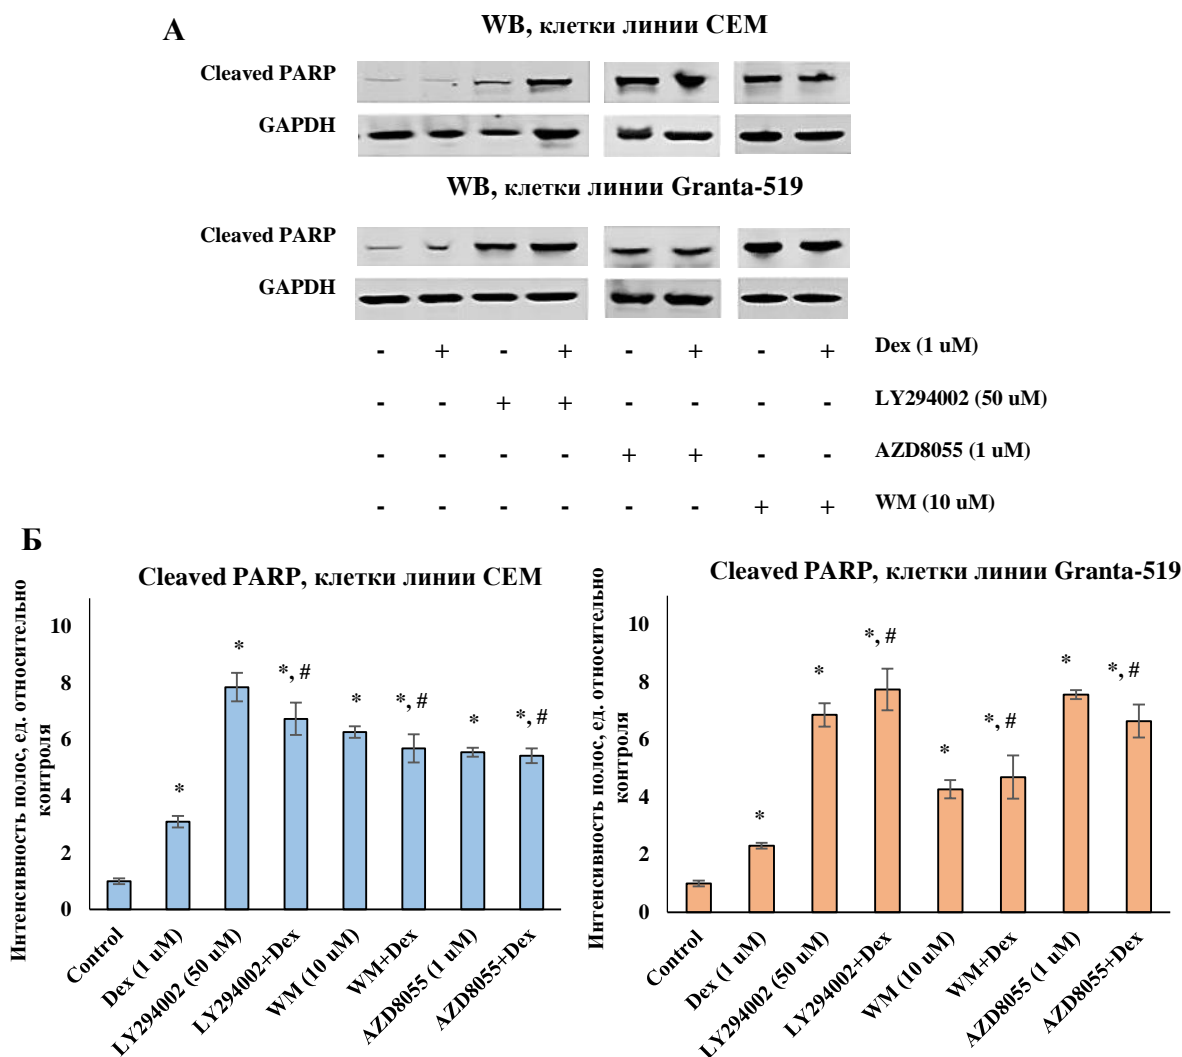 А
WB, клетки линии CEM
Cleaved PARP
GAPDH
WB, клетки линии Granta-519
Cleaved PARP
GAPDH
- + - + - + - + Dex (1 uM)
- - + + - - - - LY294002 (50 uM)
- - - - + + - - AZD8055 (1 uM)
- - - - - - + + WM (10 uM)
Б
Cleaved PARP, клетки линии CEM
Интенсивность полос, ед. относительно
контроля
10
8
6
4
2
0
*
*
*, #
*
*, #
*
*, #
Control
Dex (1 uM)
LY294002 (50 uM)
LY294002+Dex
WM (10 uM)
WM+Dex
AZD8055 (1 uM)
AZD8055+Dex
Cleaved PARP, клетки линии Granta-519
Интенсивность полос, ед. относительно
контроля
10
8
6
4
2
0
*
*
*, #
*
*, #
*
*, #
Control
Dex (1 uM)
LY294002 (50 uM)
LY294002+Dex
WM (10 uM)
WM+Dex
AZD8055 (1 uM)
AZD8055+Dex